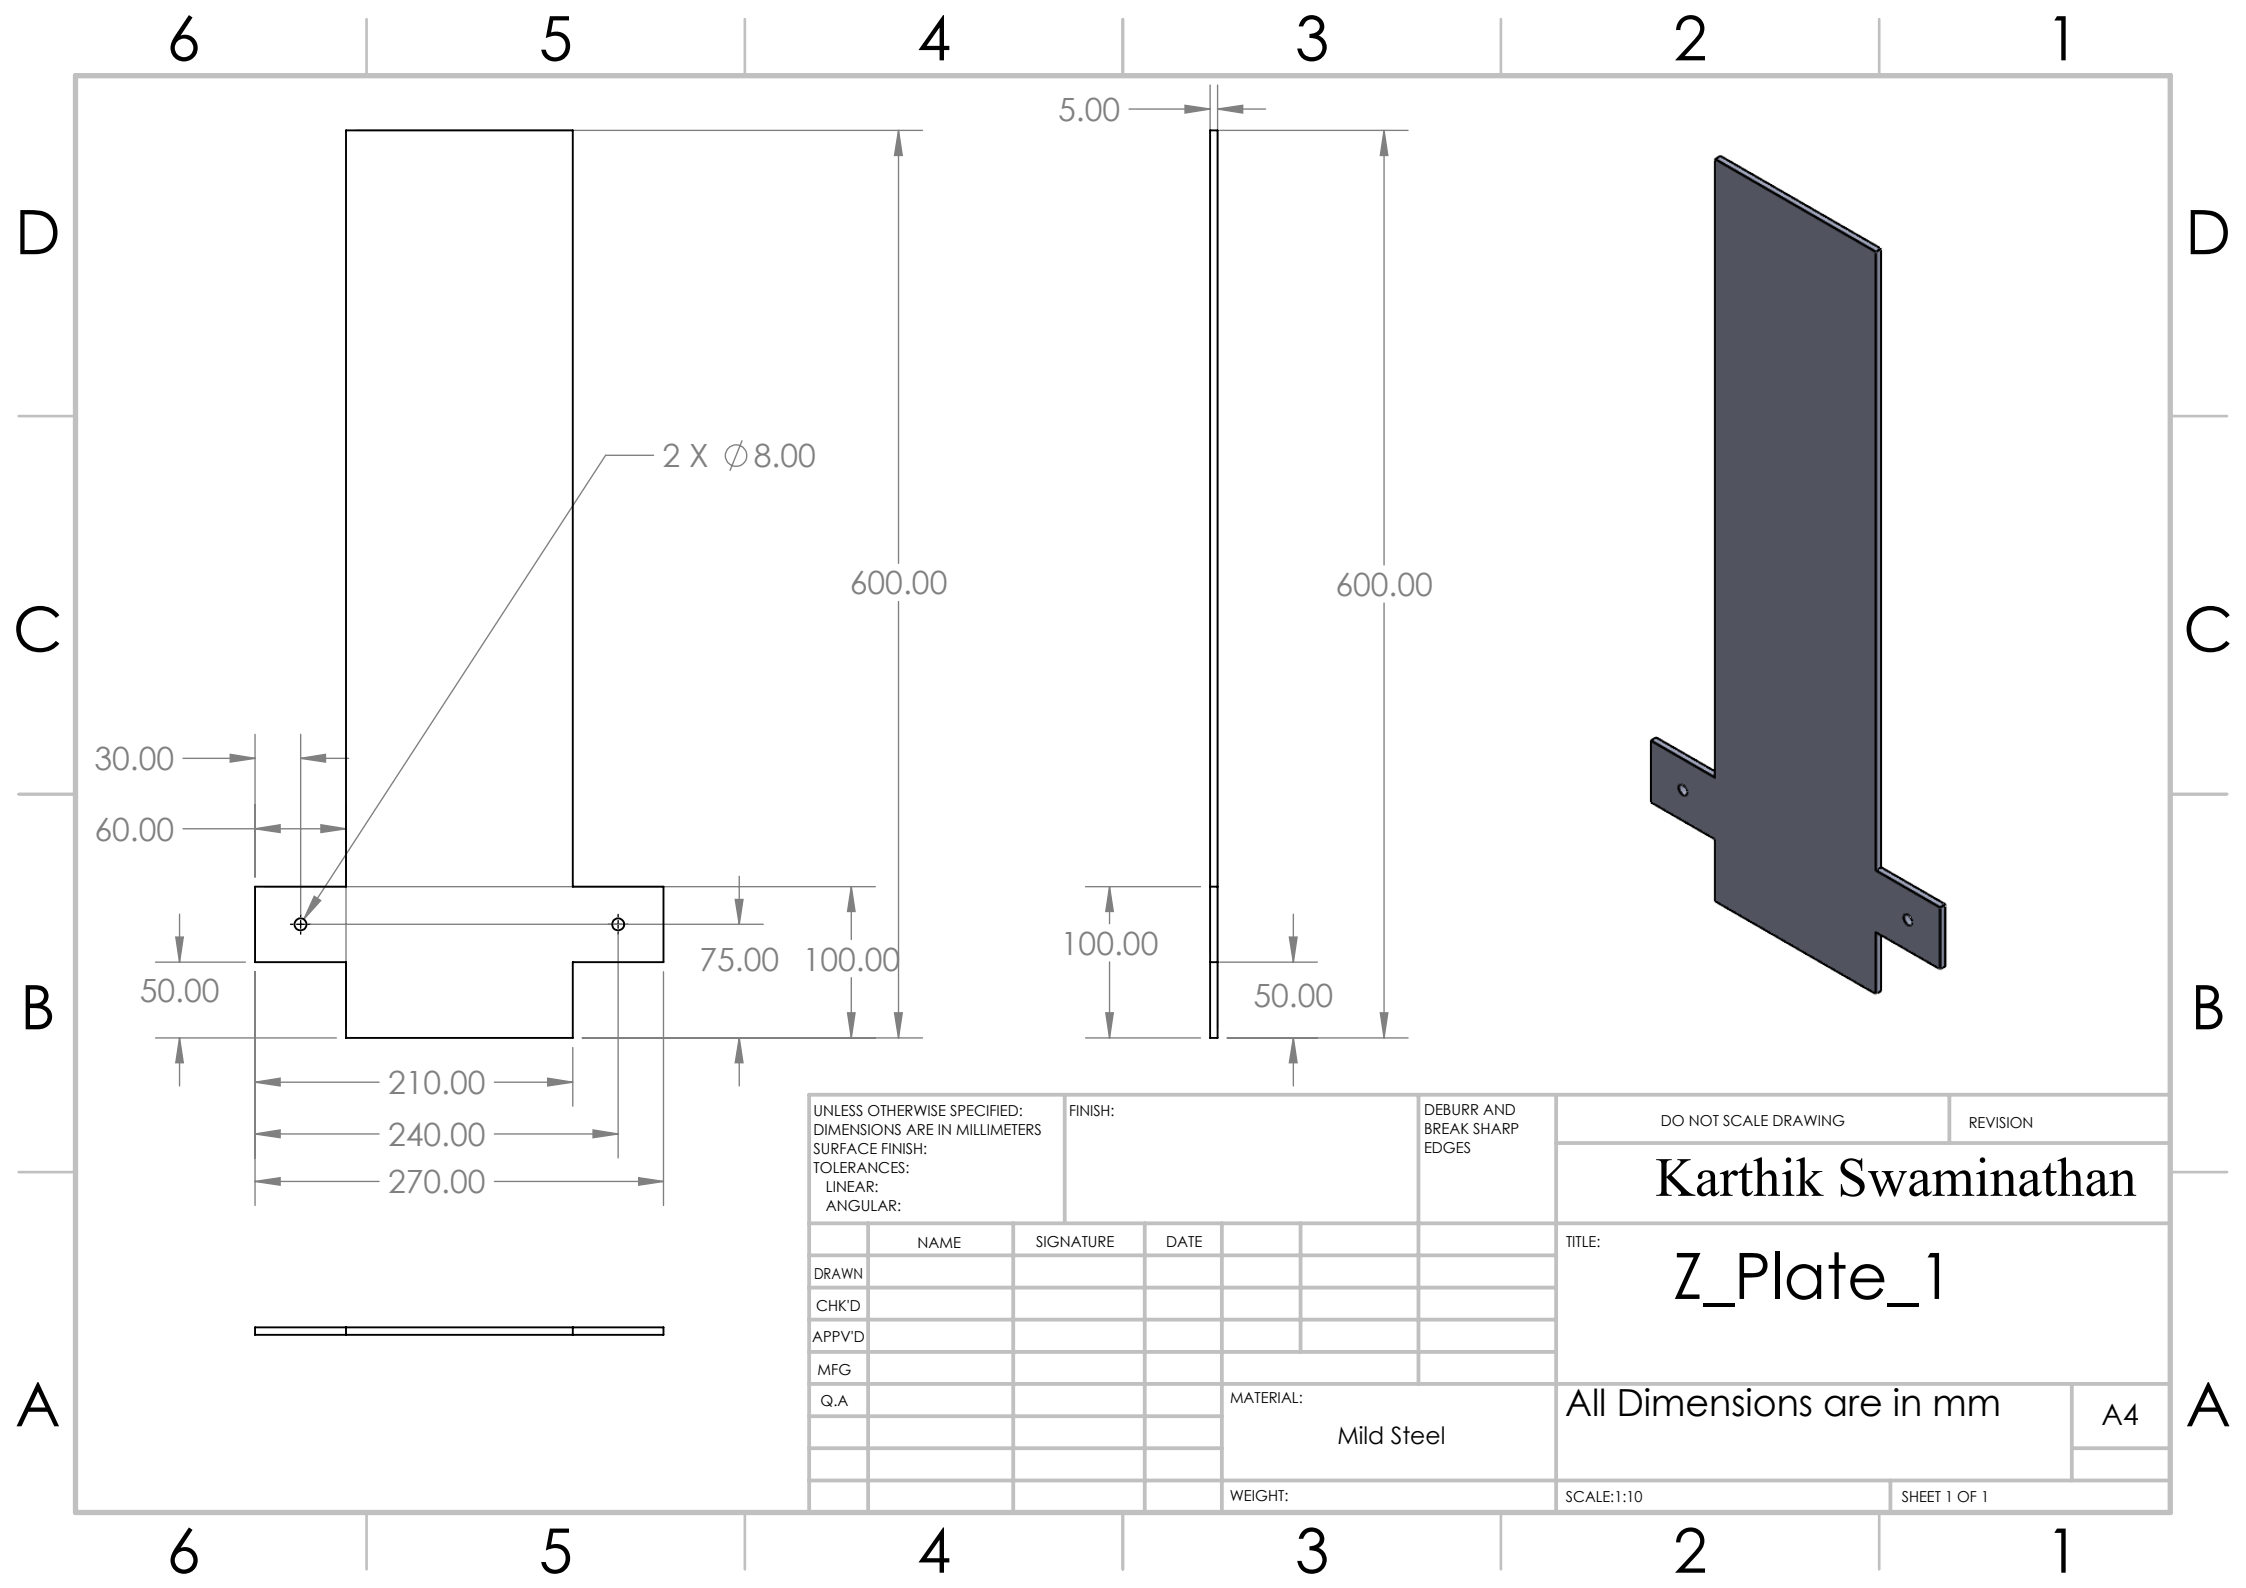 6 5 4 3 2 1
5.00
D D
2 X ∅8.00
600.00 600.00
C C
30.00
60.00
75.00 100.00 100.00
50.00 50.00
B B
210.00
240.00
270.00
UNLESS OTHERWISE SPECIFIED:
DIMENSIONS ARE IN MILLIMETERS
SURFACE FINISH:
TOLERANCES:
LINEAR:
ANGULAR:
FINISH:
DEBURR AND
BREAK SHARP
EDGES
DO NOT SCALE DRAWING
REVISION
Karthik Swaminathan
NAME SIGNATURE DATE
DRAWN
CHK'D
APPV'D
MFG
Q.A
TITLE:
Z_Plate_1
MATERIAL:
Mild Steel
All Dimensions are in mm
A4
A A
WEIGHT:
SCALE:1:10
SHEET 1 OF 1
6 5 4 3 2 1